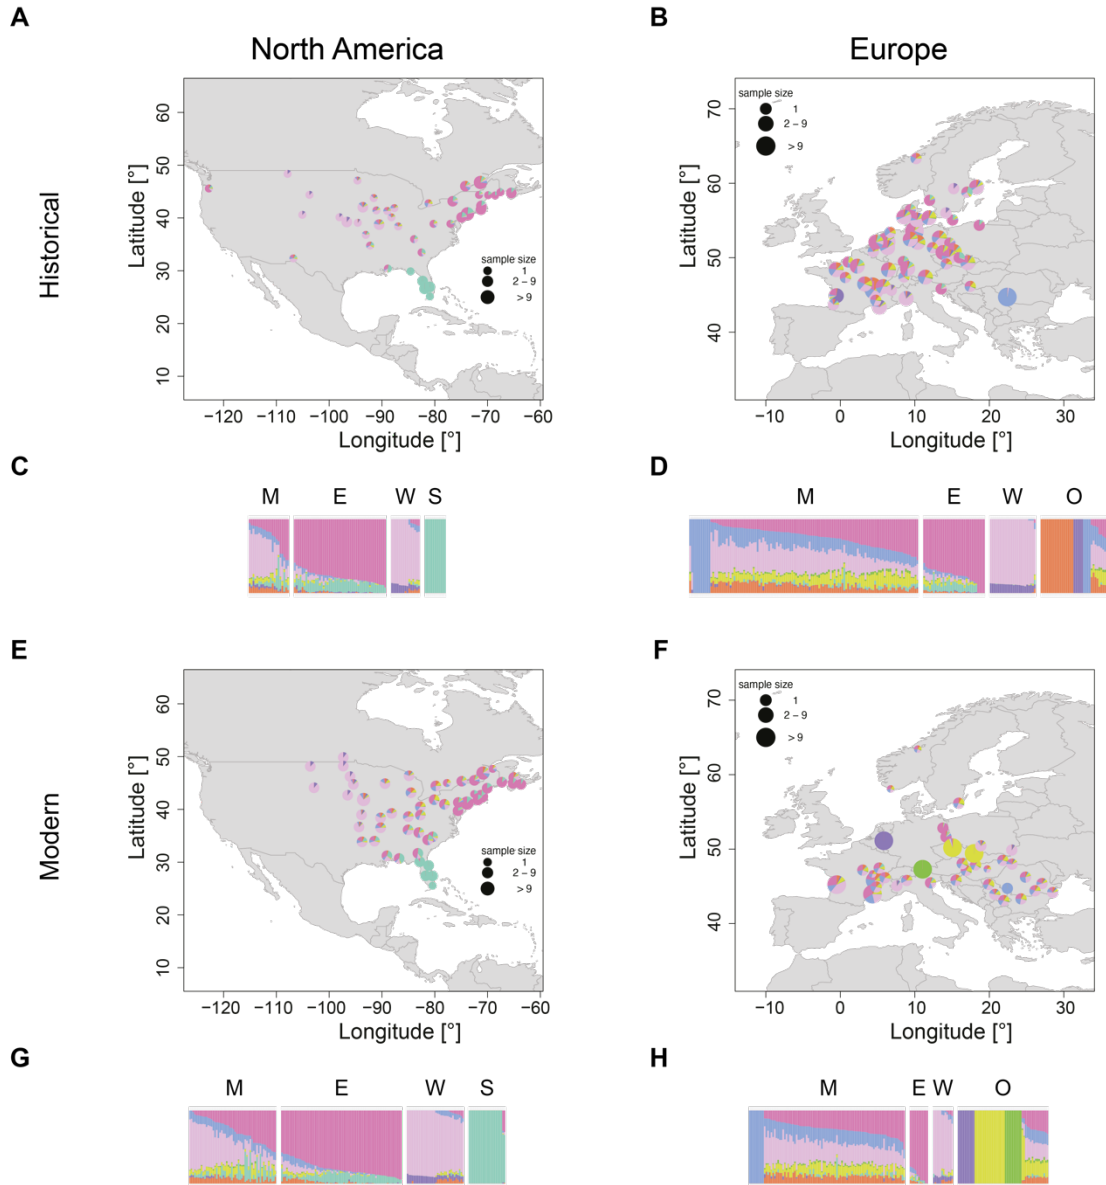 A
B
North America
Europe
Historical
Latitude [°]
60
50
40
30
20
10
−120
−110
−100
−90
−80
−70
−60
Longitude [°]
sample size
1
2 − 9
> 9
Latitude [°]
70
60
50
40
−10
0
10
20
30
Longitude [°]
sample size
1
2 − 9
> 9
C
D
M E W S
M E W O
E
F
Modern
Latitude [°]
60
50
40
30
20
10
−120
−110
−100
−90
−80
−70
−60
Longitude [°]
sample size
1
2 − 9
> 9
Latitude [°]
70
60
50
40
−10
0
10
20
30
Longitude [°]
sample size
1
2 − 9
> 9
G
H
M E W S
M E W O